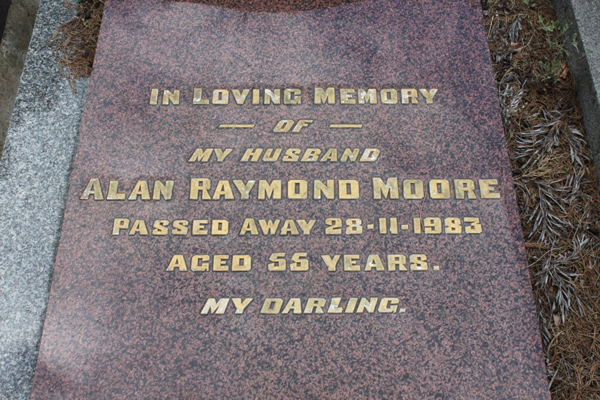 IN LOVING MEMORY
— OF —
MY HUSBAND
ALAN RAYMOND MOORE
PASSED AWAY 28-11-1983
AGED 55 YEARS.
MY DARLING.